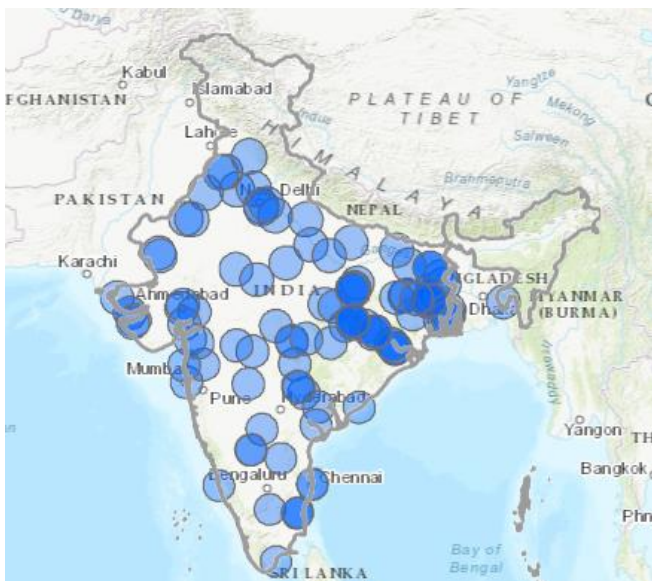 u Darya
Kabul
Islamabad
FGHANISTAN
PLATEAU OF
TIBET
Yangtze
Mekong
Salween
Indus
Lahore
HIMALAYA
Brahmaputra
New Delhi
PAKISTAN
NEPAL
Karachi
Ahmedabad
INDIA
NGLADESH
Dhaka
MYANMAR
(BURMA)
Irrawaddy
Mumbai
Pune
Hyderabad
Yangon
TH
Bengaluru
Chennai
Bangkok
Phn
Bay of
Bengal
SRI LANKA